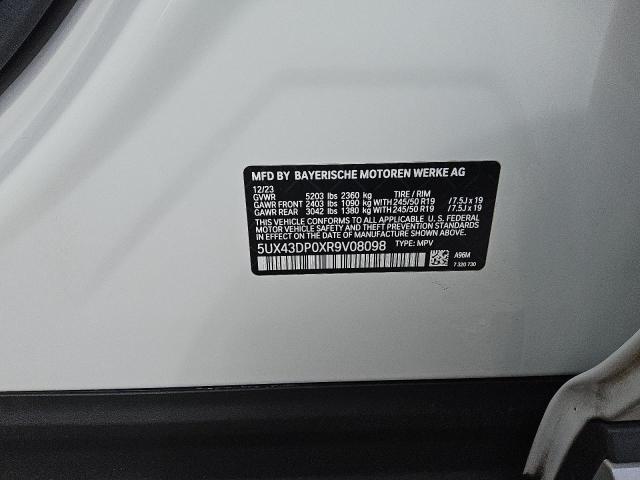 MFD BY BAYERISCHE MOTOREN WERKE AG
12/23
GVWR 5203 lbs 2360 kg TIRE / RIM
GAWR FRONT 2403 lbs 1090 kg WITH 245/50 R19 /7.5J x 19
GAWR REAR 3042 lbs 1380 kg WITH 245/50 R19 /7.5J x 19
THIS VEHICLE CONFORMS TO ALL APPLICABLE U.S. FEDERAL
MOTOR VEHICLE SAFETY AND THEFT PREVENTION STANDARDS
IN EFFECT ON THE DATE OF MANUFACTURE SHOWN ABOVE.
5UX43DP0XR9V08098 TYPE: MPV
A96M
7 320 730